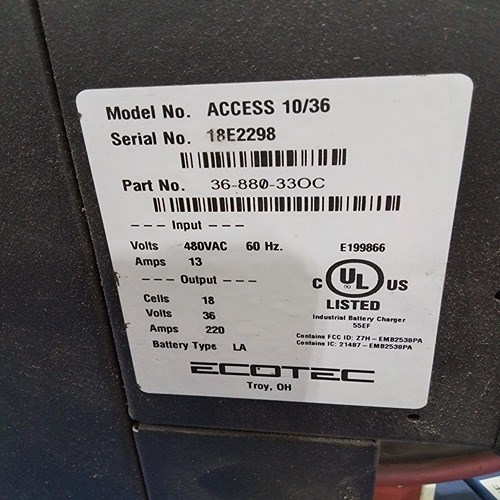 Model No. ACCESS 10/36
Serial No. 18E2298
Part No. 36-880-33OC
--- Input ---
Volts 480VAC 60 Hz.
Amps 13
--- Output ---
Cells 18
Volts 36
Amps 220
Battery Type LA
E199866
C UL US
LISTED
Industrial Battery Charger
55EF
Contains FCC ID: Z7H-EMB2538PA
Contains IC: 21487-EMB2538PA
ECOTEC
Troy, OH